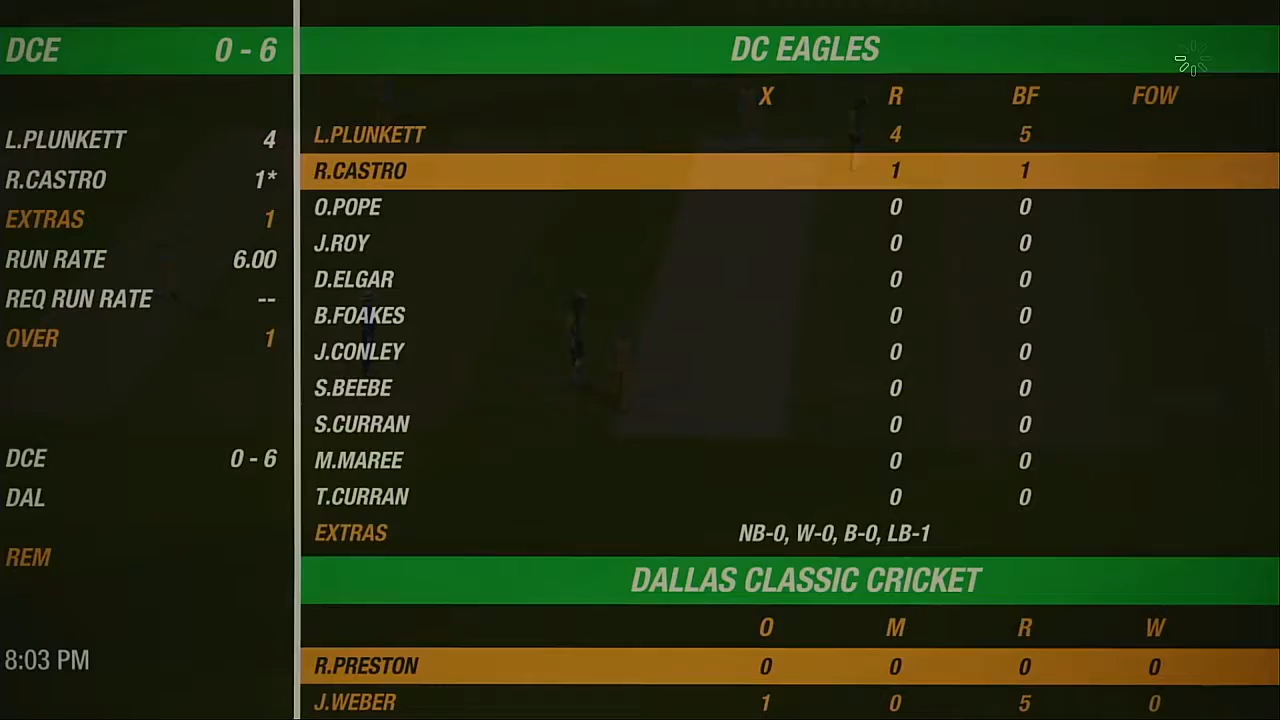 DCE 0 - 6
L.PLUNKETT 4
R.CASTRO 1*
EXTRAS 1
RUN RATE 6.00
REQ RUN RATE --
OVER 1
DCE 0 - 6
DAL
REM
8:03 PM
DC EAGLES
X R BF FOW
L.PLUNKETT 4 5
R.CASTRO 1 1
O.POPE 0 0
J.ROY 0 0
D.ELGAR 0 0
B.FOAKES 0 0
J.CONLEY 0 0
S.BEEBE 0 0
S.CURRAN 0 0
M.MAREE 0 0
T.CURRAN 0 0
EXTRAS NB-0, W-0, B-0, LB-1
DALLAS CLASSIC CRICKET
O M R W
R.PRESTON 0 0 0 0
J.WEBER 1 0 5 0